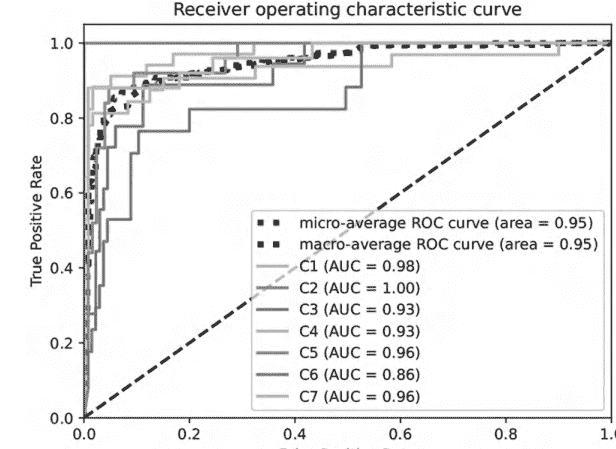 Receiver operating characteristic curve
1.0
0.8
0.6
0.4
0.2
0.0
True Positive Rate
micro-average ROC curve (area = 0.95)
macro-average ROC curve (area = 0.95)
C1 (AUC = 0.98)
C2 (AUC = 1.00)
C3 (AUC = 0.93)
C4 (AUC = 0.93)
C5 (AUC = 0.96)
C6 (AUC = 0.86)
C7 (AUC = 0.96)
0.0 0.2 0.4 0.6 0.8